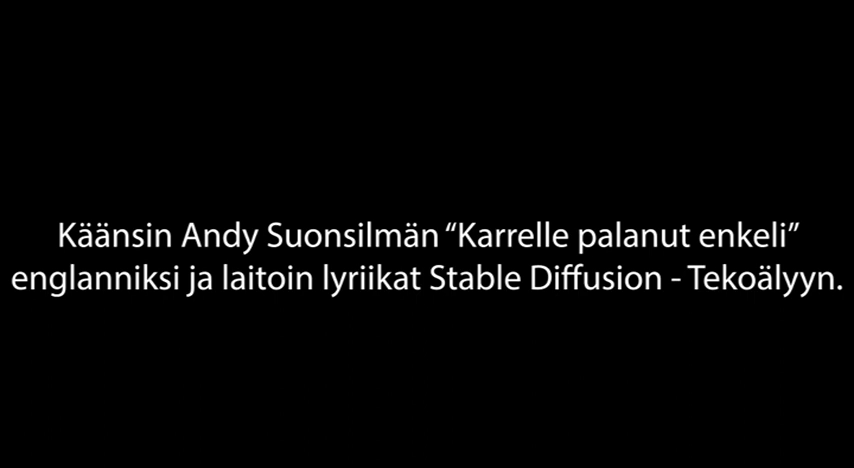 Käänsin Andy Suonsilmän “Karrelle palanut enkeli”
englanniksi ja laitoin lyriikat Stable Diffusion - Tekoälyyn.